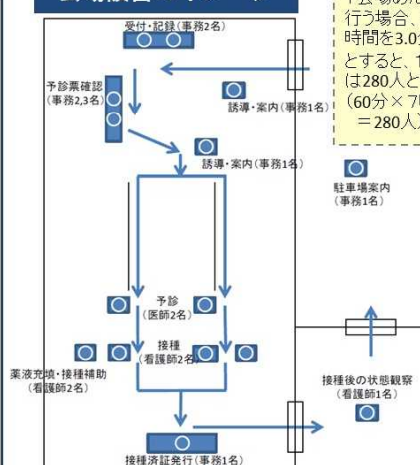 行う場合、
時間を3.0分
とすると、1
は280人と
(60分×7時
=280人)
受付・記録(事務2名)
予診票確認
(事務2,3名)
誘導・案内(事務1名)
誘導・案内(事務1名)
駐車場案内
(事務1名)
予診
(医師2名)
接種
(看護師2名)
薬液充填・接種補助
(看護師2名)
接種後の状態観察
(看護師1名)
接種済証発行(事務1名)